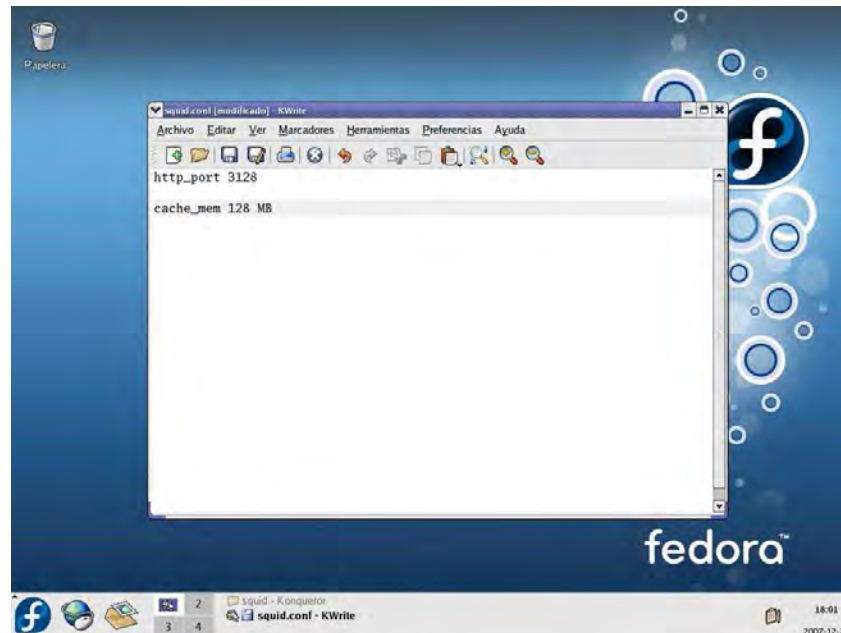 Papelera
squid.conf [modificado] - KWrite
Archivo Editar Ver Marcadores Herramientas Preferencias Ayuda
http_port 3128
cache_mem 128 MB
fedora™
2
3 4
squid - Konqueror
squid.conf - KWrite
18:01